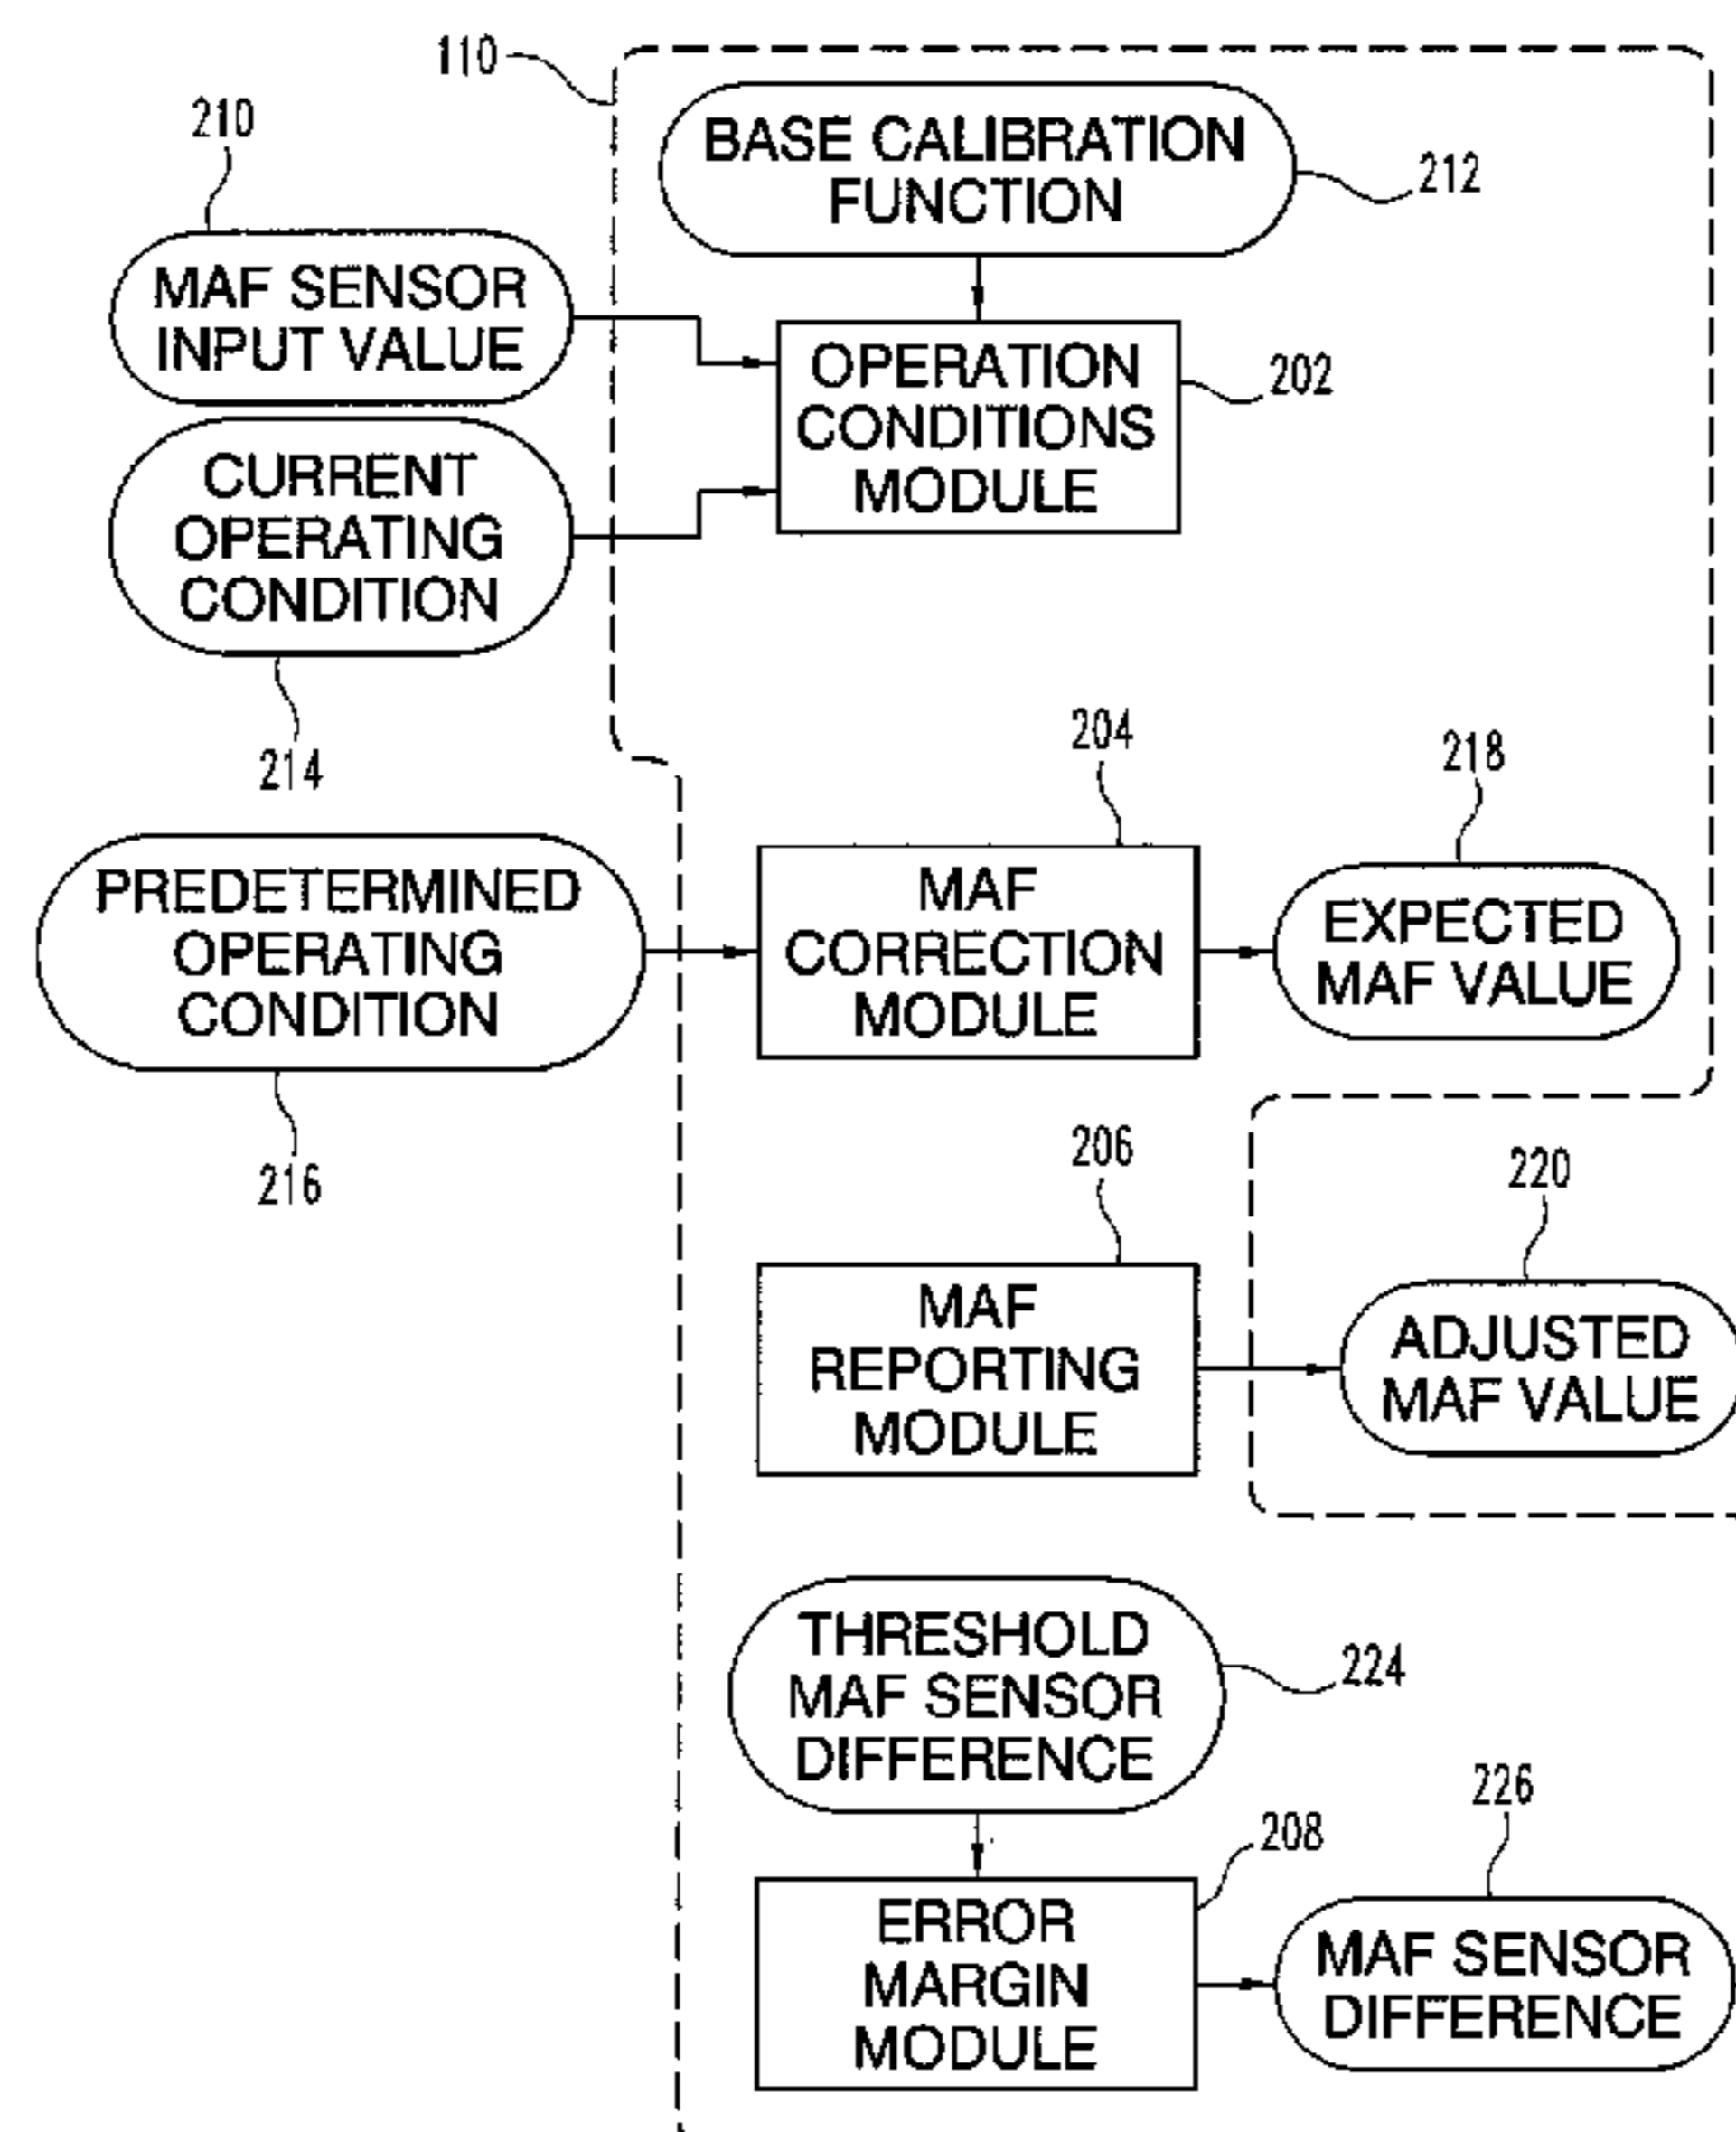 110
BASE CALIBRATION
FUNCTION
212
210
MAF SENSOR
INPUT VALUE
OPERATION
CONDITIONS
MODULE
202
CURRENT
OPERATING
CONDITION
214
204
218
PREDETERMINED
OPERATING
CONDITION
216
MAF
CORRECTION
MODULE
EXPECTED
MAF VALUE
206
220
MAF
REPORTING
MODULE
ADJUSTED
MAF VALUE
THRESHOLD
MAF SENSOR
DIFFERENCE
224
226
208
ERROR
MARGIN
MODULE
MAF SENSOR
DIFFERENCE